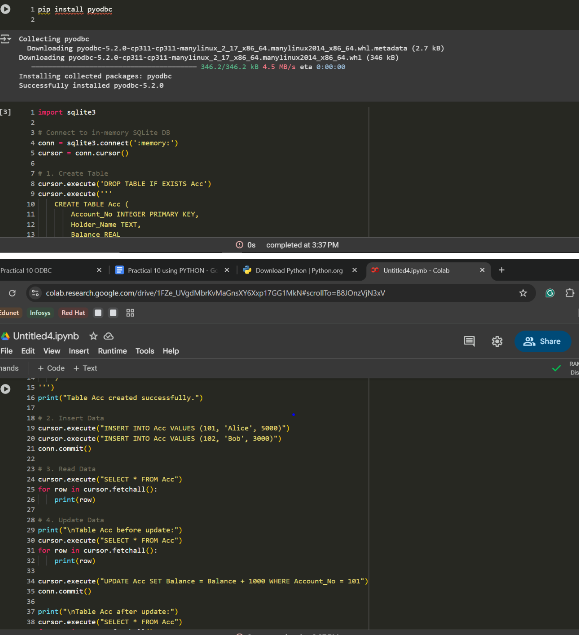 1 pip install pyodbc
2
Collecting pyodbc
Downloading pyodbc-5.2.0-cp311-cp311-manylinux_2_17_x86_64.manylinux2014_x86_64.whl.metadata (2.7 kB)
Downloading pyodbc-5.2.0-cp311-cp311-manylinux_2_17_x86_64.manylinux2014_x86_64.whl (346 kB)
346.2/346.2 kB 4.5 MB/s eta 0:00:00
Installing collected packages: pyodbc
Successfully installed pyodbc-5.2.0
[3] 1 import sqlite3
2
3 # Connect to in-memory SQLite DB
4 conn = sqlite3.connect(':memory:')
5 cursor = conn.cursor()
6
7 # 1. Create Table
8 cursor.execute('DROP TABLE IF EXISTS Acc')
9 cursor.execute('''
10 CREATE TABLE Acc (
11 Account_No INTEGER PRIMARY KEY,
12 Holder_Name TEXT,
13 Balance REAL
0s completed at 3:37 PM
Practical 10 ODBC
Practical 10 using PYTHON - G
Download Python | Python.org
Untitled4.ipynb - Colab
colab.research.google.com/drive/1FZe_UVgdMbrKvMaGnsXY6Xxp17GG1MkN#scrollTo=B8JOnzVjN3xV
Edunet Infosys Red Hat
Untitled4.ipynb
Share
File Edit View Insert Runtime Tools Help
mands + Code + Text
RAM
Dis
15 ''')
16 print("Table Acc created successfully.")
17
18 # 2. Insert Data
19 cursor.execute("INSERT INTO Acc VALUES (101, 'Alice', 5000)")
20 cursor.execute("INSERT INTO Acc VALUES (102, 'Bob', 3000)")
21 conn.commit()
22
23 # 3. Read Data
24 cursor.execute("SELECT * FROM Acc")
25 for row in cursor.fetchall():
26 print(row)
27
28 # 4. Update Data
29 print("\nTable Acc before update:")
30 cursor.execute("SELECT * FROM Acc")
31 for row in cursor.fetchall():
32 print(row)
33
34 cursor.execute("UPDATE Acc SET Balance = Balance + 1000 WHERE Account_No = 101")
35 conn.commit()
36
37 print("\nTable Acc after update:")
38 cursor.execute("SELECT * FROM Acc")